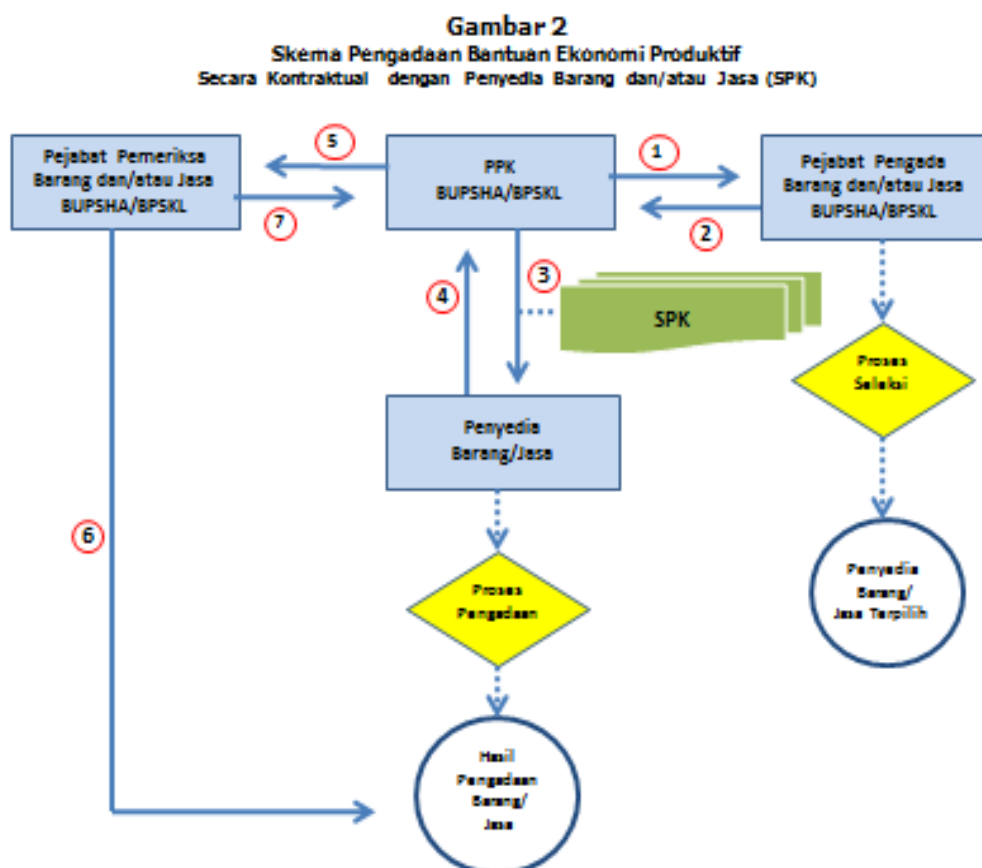 Gambar 2
Skema Pengadaan Bantuan Ekonomi Produktif
Secara Kontraktual dengan Penyedia Barang dan/atau Jasa (SPK)
Pejabat Pemeriksa
Barang dan/atau Jasa
BUPSHA/BPSKL
5
7
PPK
BUPSHA/BPSKL
1
2
Pejabat Pengada
Barang dan/atau Jasa
BUPSHA/BPSKL
4
3
SPK
Proses
Seleksi
Penyedia
Barang/Jasa
6
Proses
Pengadaan
Penyedia
Barang/
Jasa Terpilih
Hasil
Pengadaan
Barang/
Jasa